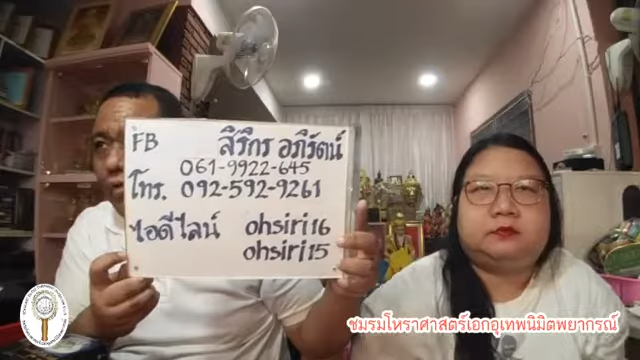 FB สิริกร อภิรัตน์
061-9922-645
โทร. 092-592-9261
ไอดีไลน์ ohsiri16
ohsiri15
ชมรมโหราศาสตร์เอกอุเทพนิมิตพยากรณ์